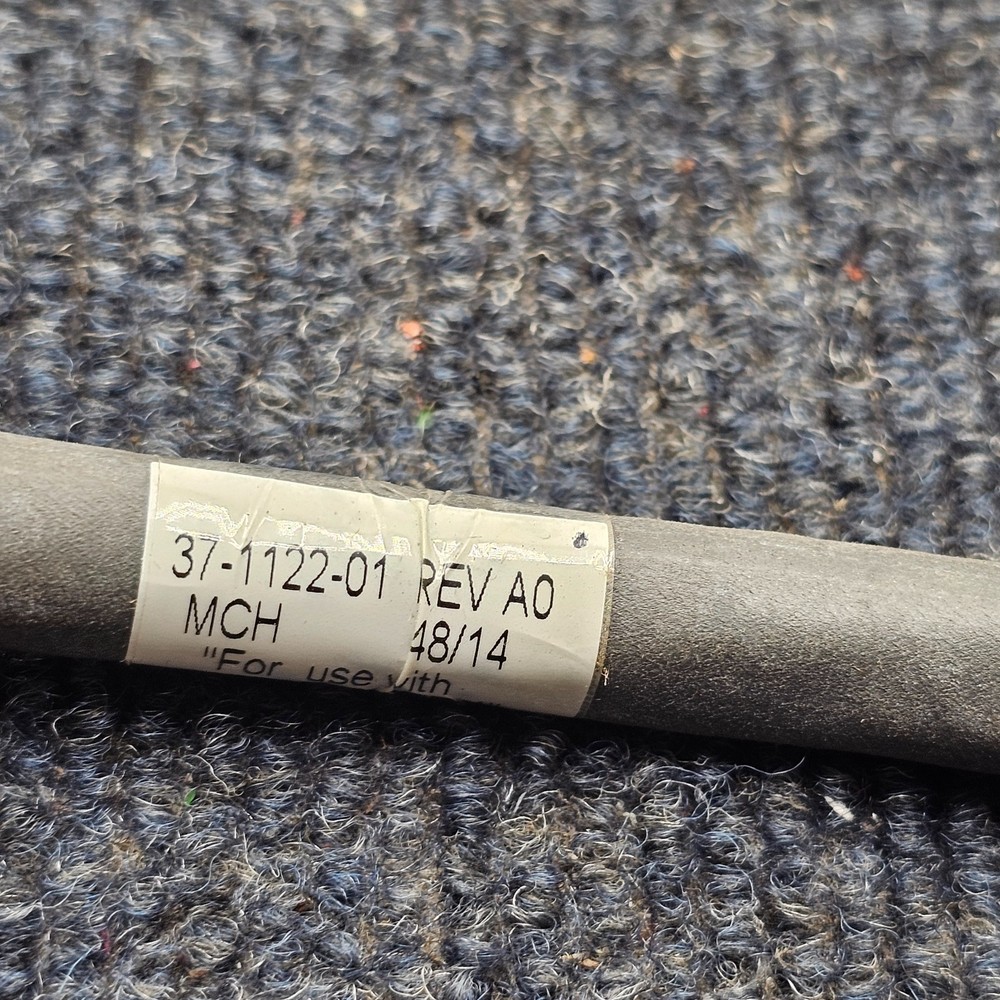 37-1122-01 REV A0
MCH 48/14
"For use with